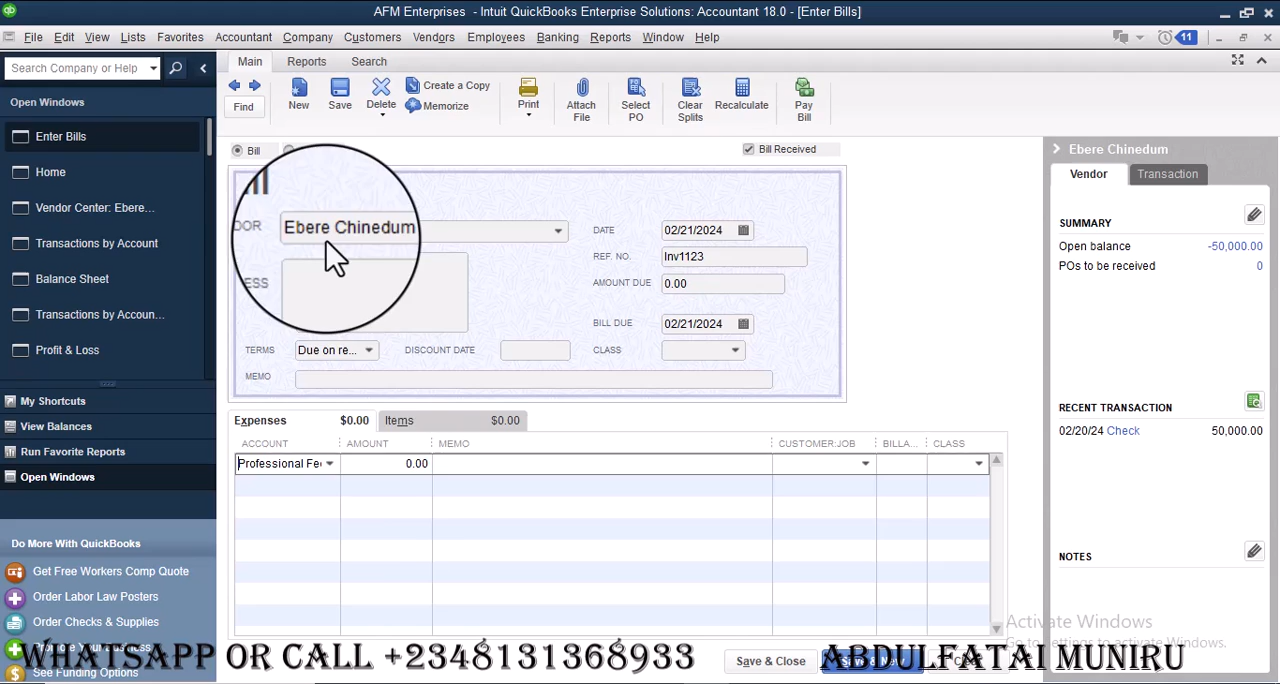 AFM Enterprises - Intuit QuickBooks Enterprise Solutions: Accountant 18.0 - [Enter Bills]
File Edit View Lists Favorites Accountant Company Customers Vendors Employees Banking Reports Window Help 11
Search Company or Help
Main Reports Search
Find
New
Save
Delete
Create a Copy
Memorize
Print
Attach File
Select PO
Clear Splits
Recalculate
Pay Bill
Open Windows
Enter Bills
Home
Vendor Center: Ebere...
Transactions by Account
Balance Sheet
Transactions by Accoun...
Profit & Loss
My Shortcuts
View Balances
Run Favorite Reports
Open Windows
Do More With QuickBooks
Get Free Workers Comp Quote
Order Labor Law Posters
Order Checks & Supplies
See Funding Options
Bill
Bill Received
DOR Ebere Chinedum
DATE 02/21/2024
REF. NO. Inv1123
ESS
AMOUNT DUE 0.00
BILL DUE 02/21/2024
TERMS Due on re... DISCOUNT DATE CLASS
MEMO
Expenses $0.00 Items $0.00
ACCOUNT AMOUNT MEMO CUSTOMER:JOB BILLA... CLASS
Professional Fe 0.00
Save & Close
Ebere Chinedum
Vendor Transaction
SUMMARY
Open balance -50,000.00
POs to be received 0
RECENT TRANSACTION
02/20/24 Check 50,000.00
NOTES
Activate Windows
Go to Settings to activate Windows.
WHATSAPP OR CALL +2348131368933 ABDULFATAI MUNIRU